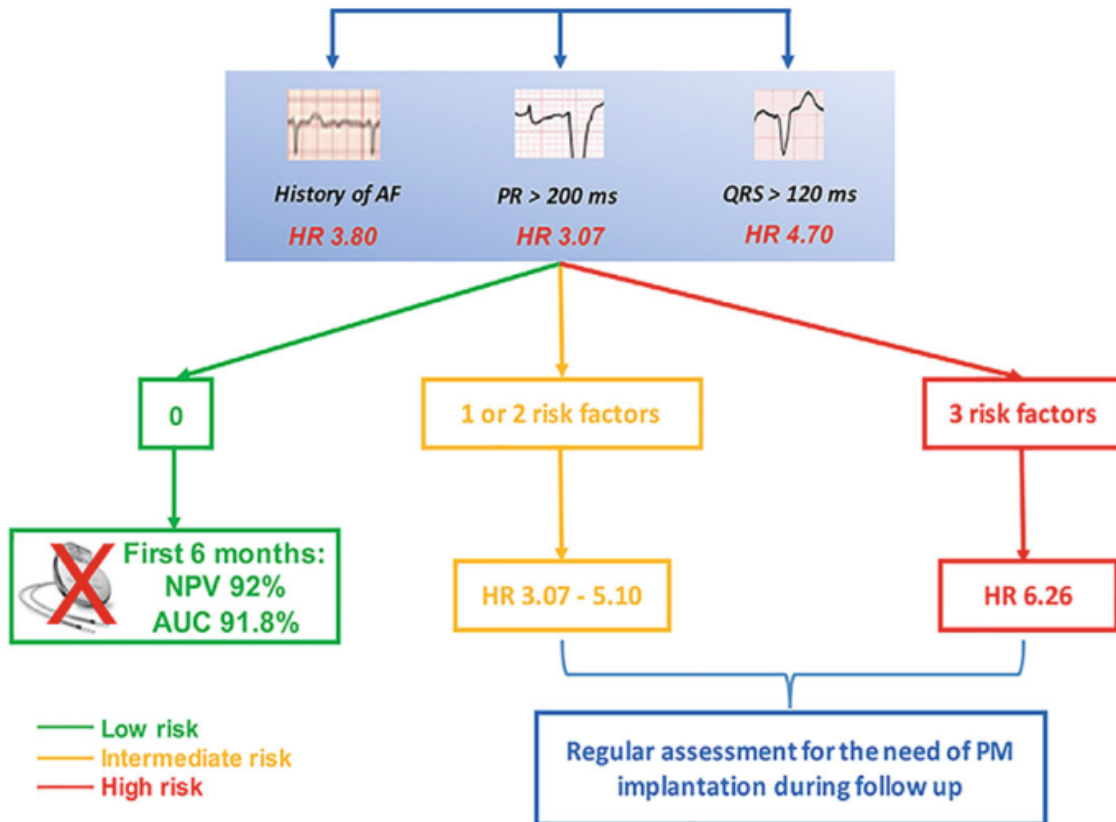 History of AF
PR > 200 ms
QRS > 120 ms
HR 3.80
HR 3.07
HR 4.70
0
1 or 2 risk factors
3 risk factors
First 6 months:
NPV 92%
AUC 91.8%
HR 3.07 - 5.10
HR 6.26
Low risk
Intermediate risk
High risk
Regular assessment for the need of PM
implantation during follow up